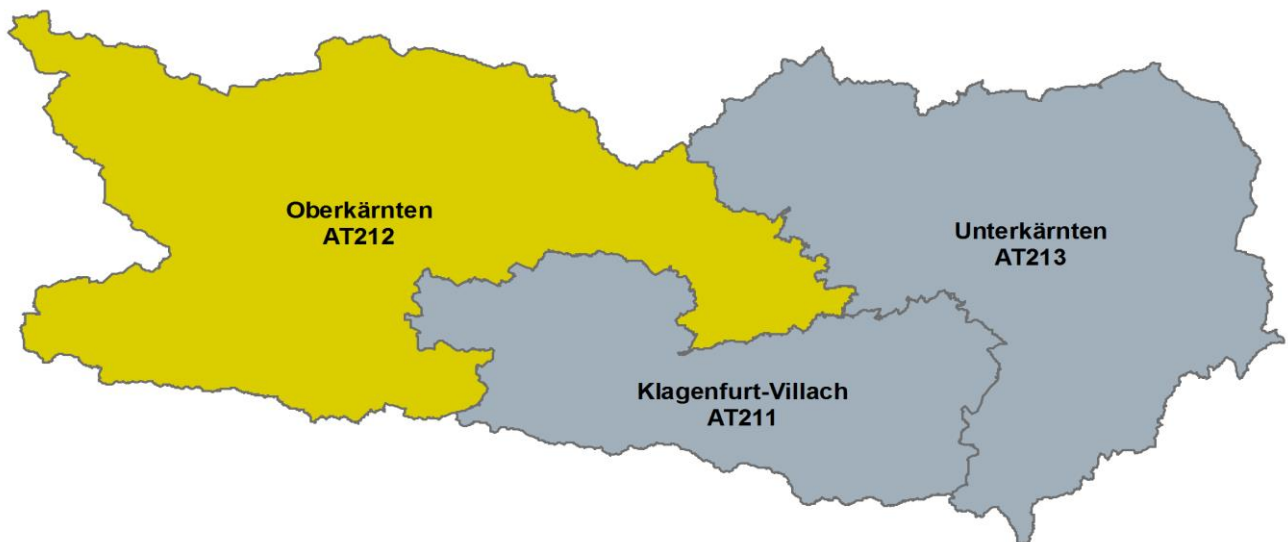 Oberkärnten
AT212
Unterkärnten
AT213
Klagenfurt-Villach
AT211